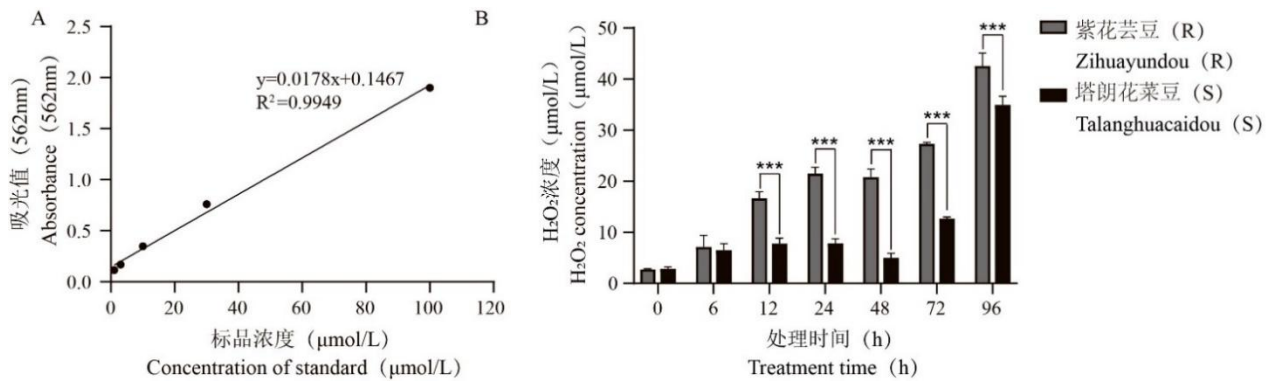 A
吸光值（562nm）
Absorbance（562nm）
2.5
2.0
1.5
1.0
0.5
0.0
y=0.0178x+0.1467
R²=0.9949
0 20 40 60 80 100 120
标品浓度（μmol/L）
Concentration of standard（μmol/L）
B
H₂O₂浓度（μmol/L）
H₂O₂ concentration（μmol/L）
50
40
30
20
10
0
***
***
***
***
***
0 6 12 24 48 72 96
处理时间（h）
Treatment time（h）
紫花芸豆（R）
Zihuayundou（R）
塔朗花菜豆（S）
Talanghuacaidou（S）